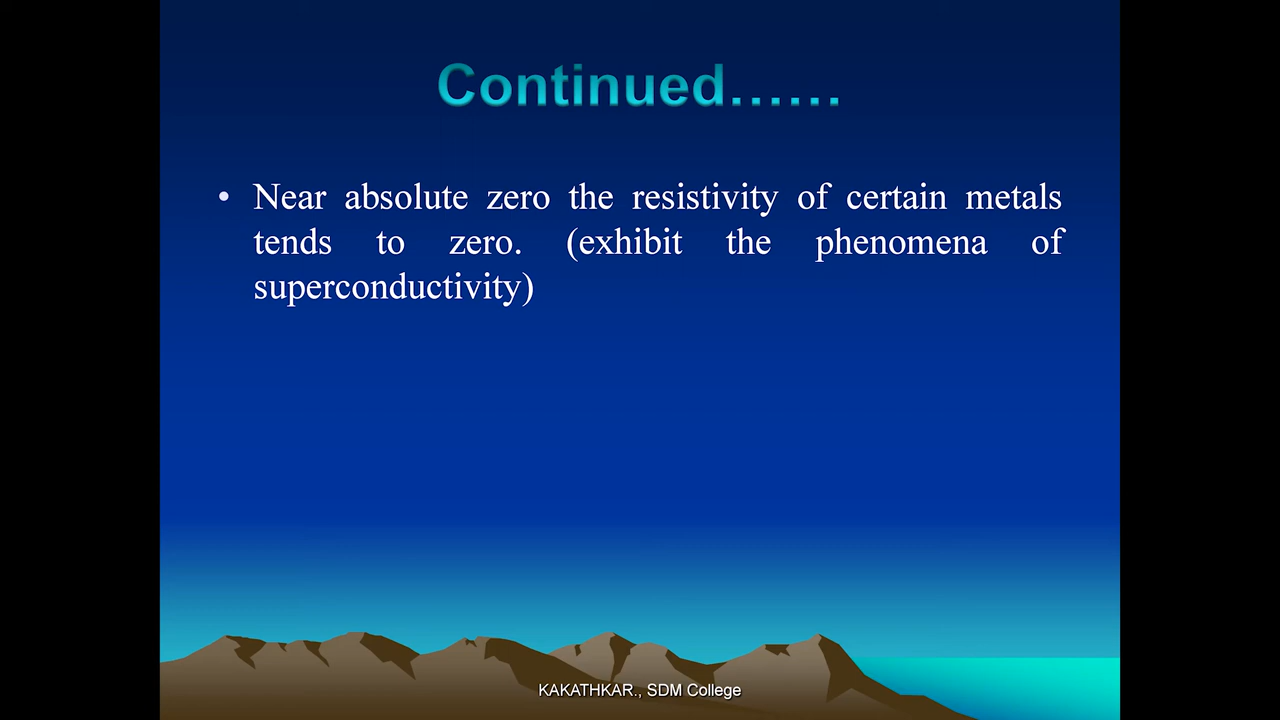 Continued......
• Near absolute zero the resistivity of certain metals
tends to zero. (exhibit the phenomena of
superconductivity)
KAKATHKAR., SDM College